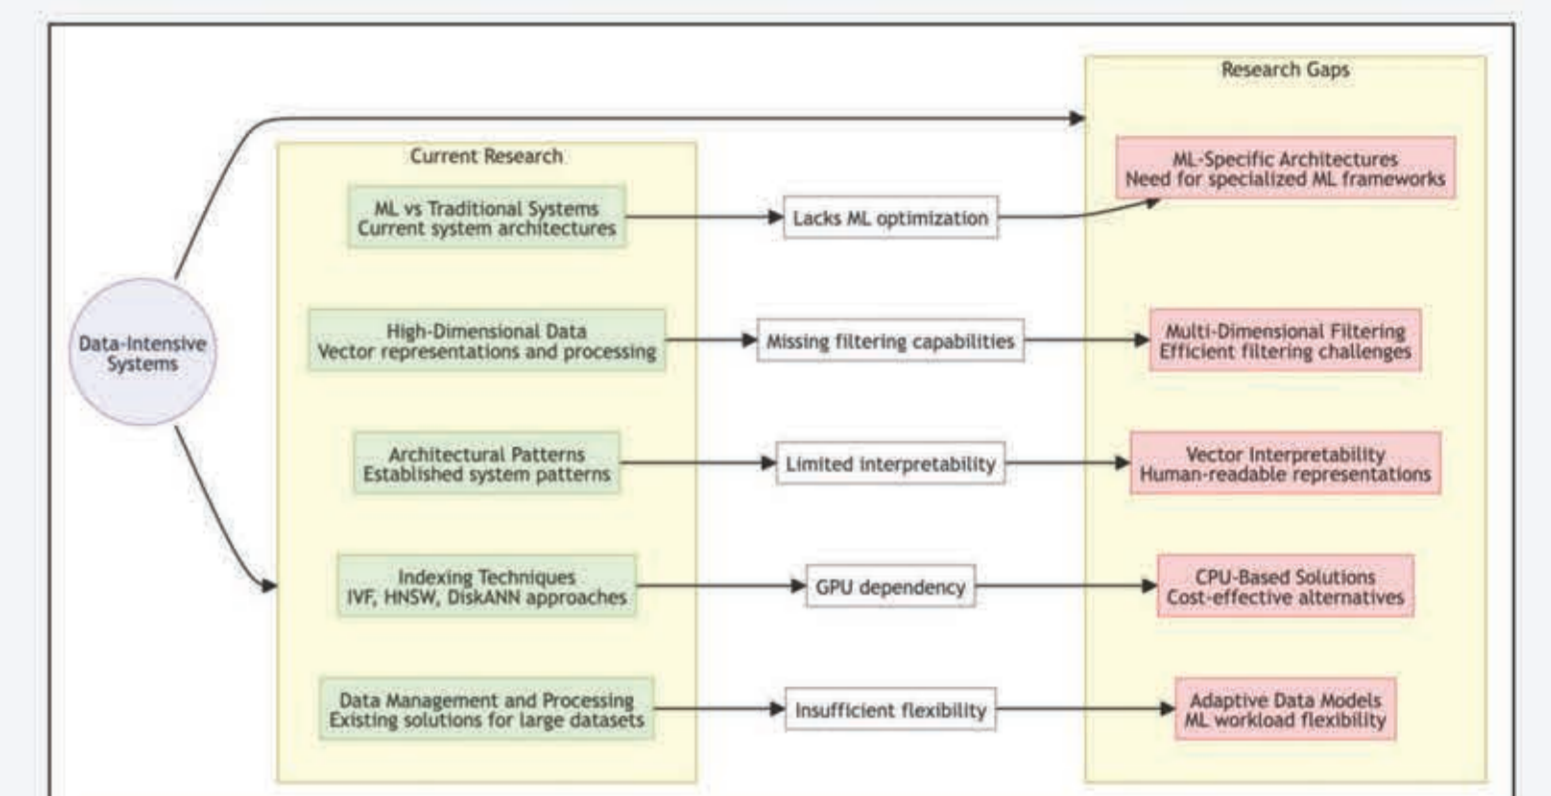 Research Gaps
Current Research
ML-Specific Architectures
Need for specialized ML frameworks
ML vs Traditional Systems
Current system architectures
Lacks ML optimization
Data-Intensive
Systems
High-Dimensional Data
Vector representations and processing
Missing filtering capabilities
Multi-Dimensional Filtering
Efficient filtering challenges
Architectural Patterns
Established system patterns
Limited interpretability
Vector Interpretability
Human-readable representations
Indexing Techniques
IVF, HNSW, DiskANN approaches
GPU dependency
CPU-Based Solutions
Cost-effective alternatives
Data Management and Processing
Existing solutions for large datasets
Insufficient flexibility
Adaptive Data Models
ML workload flexibility